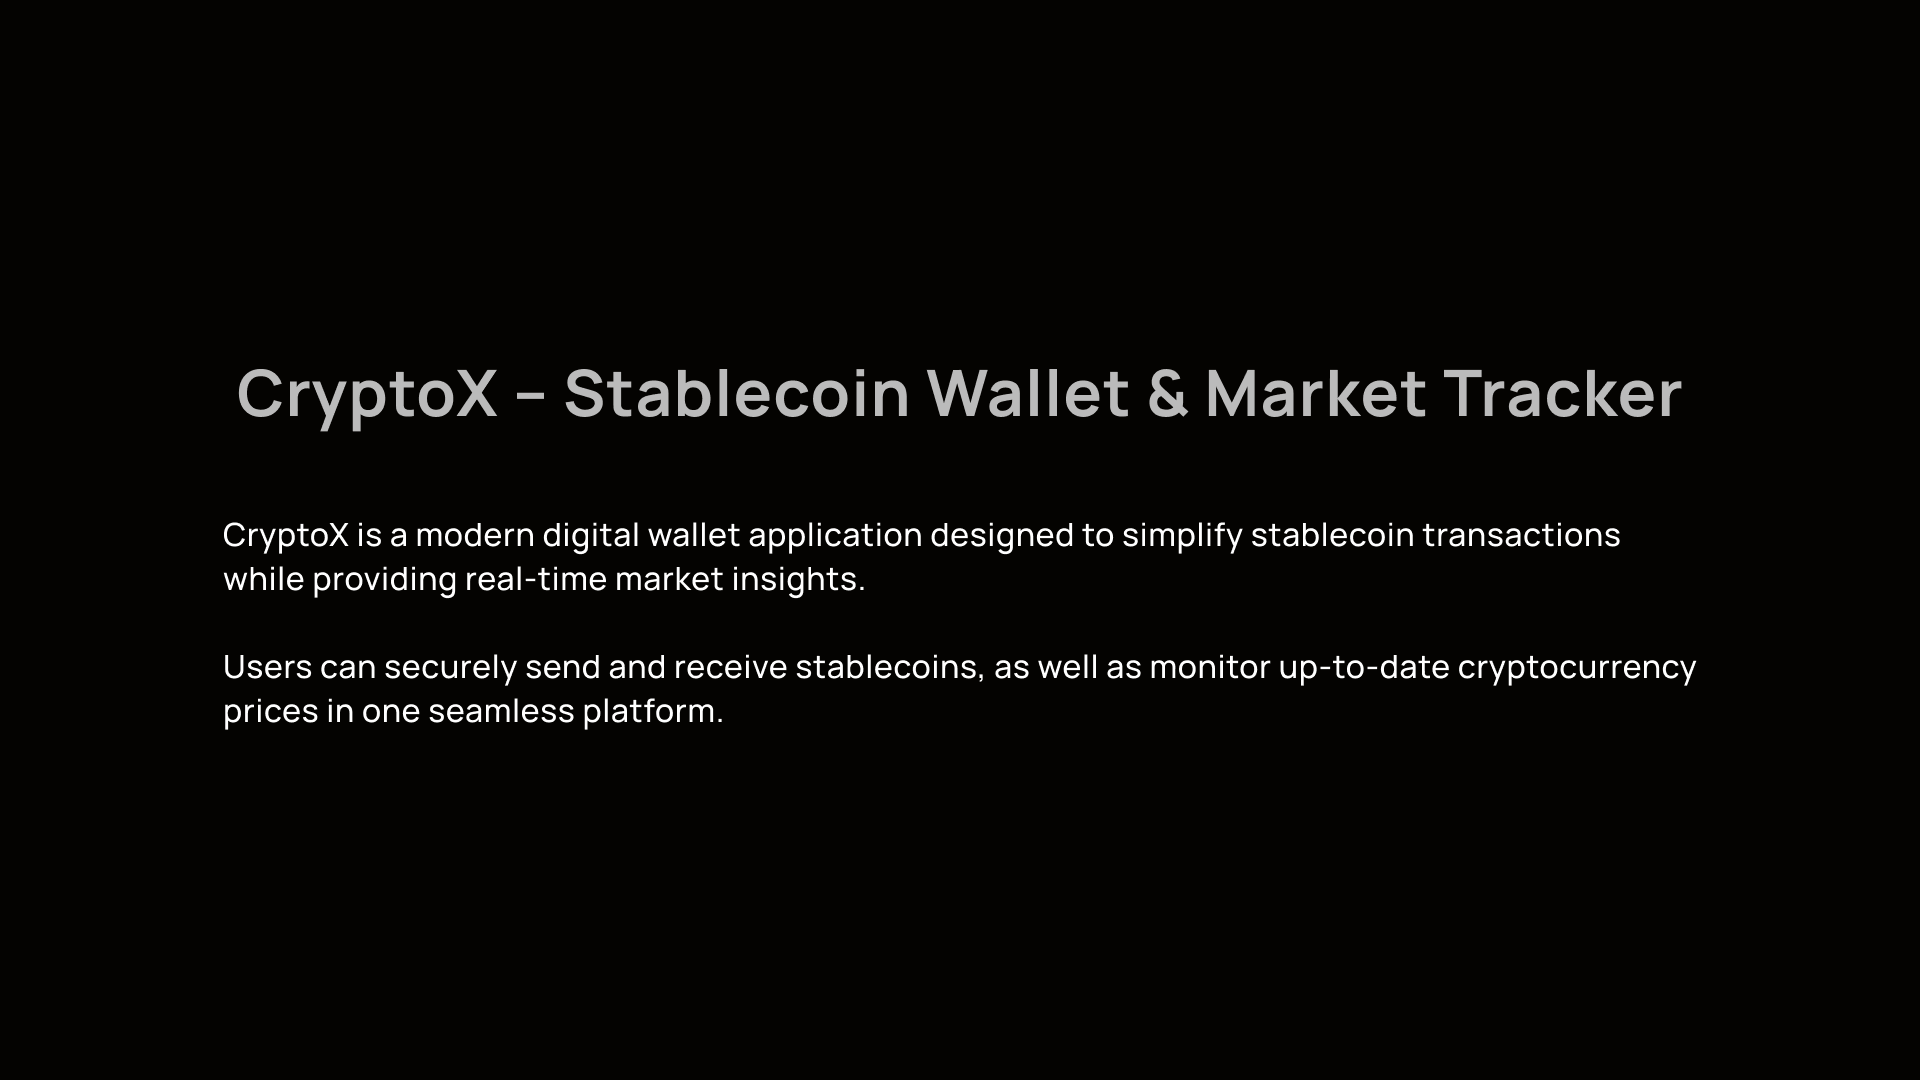 CryptoX – Stablecoin Wallet & Market Tracker
CryptoX is a modern digital wallet application designed to simplify stablecoin transactions
while providing real-time market insights.
Users can securely send and receive stablecoins, as well as monitor up-to-date cryptocurrency
prices in one seamless platform.